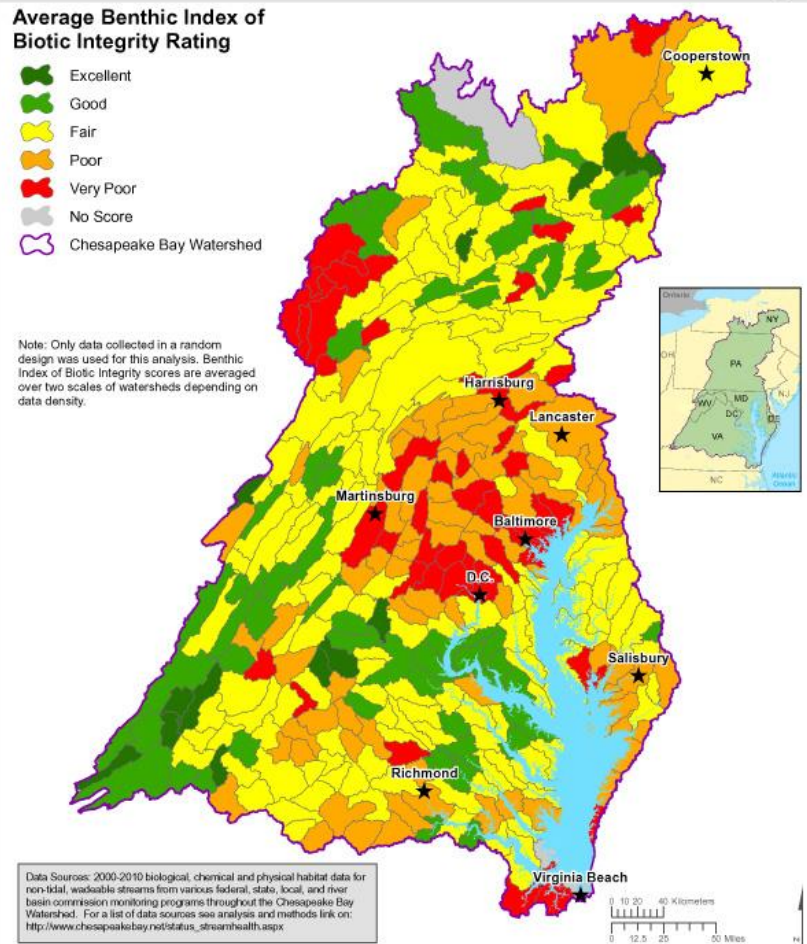 Average Benthic Index of
Biotic Integrity Rating
Excellent
Good
Fair
Poor
Very Poor
No Score
Chesapeake Bay Watershed
Note: Only data collected in a random
design was used for this analysis. Benthic
Index of Biotic Integrity scores are averaged
over two scales of watersheds depending on
data density.
Cooperstown
Harrisburg
Lancaster
Martinsburg
Baltimore
D.C.
Salisbury
Richmond
Virginia Beach
Ontario
NY
PA
OH
NJ
WV
MD
DC
DE
VA
NC
Atlantic
Ocean
Data Sources: 2000-2010 biological, chemical and physical habitat data for
non-tidal, wadeable streams from various federal, state, local, and river
basin commission monitoring programs throughout the Chesapeake Bay
Watershed. For a list of data sources see analysis and methods link on:
http://www.chesapeakebay.net/status_streamhealth.aspx
0 10 20 40 Kilometers
0 12.5 25 50 Miles
N